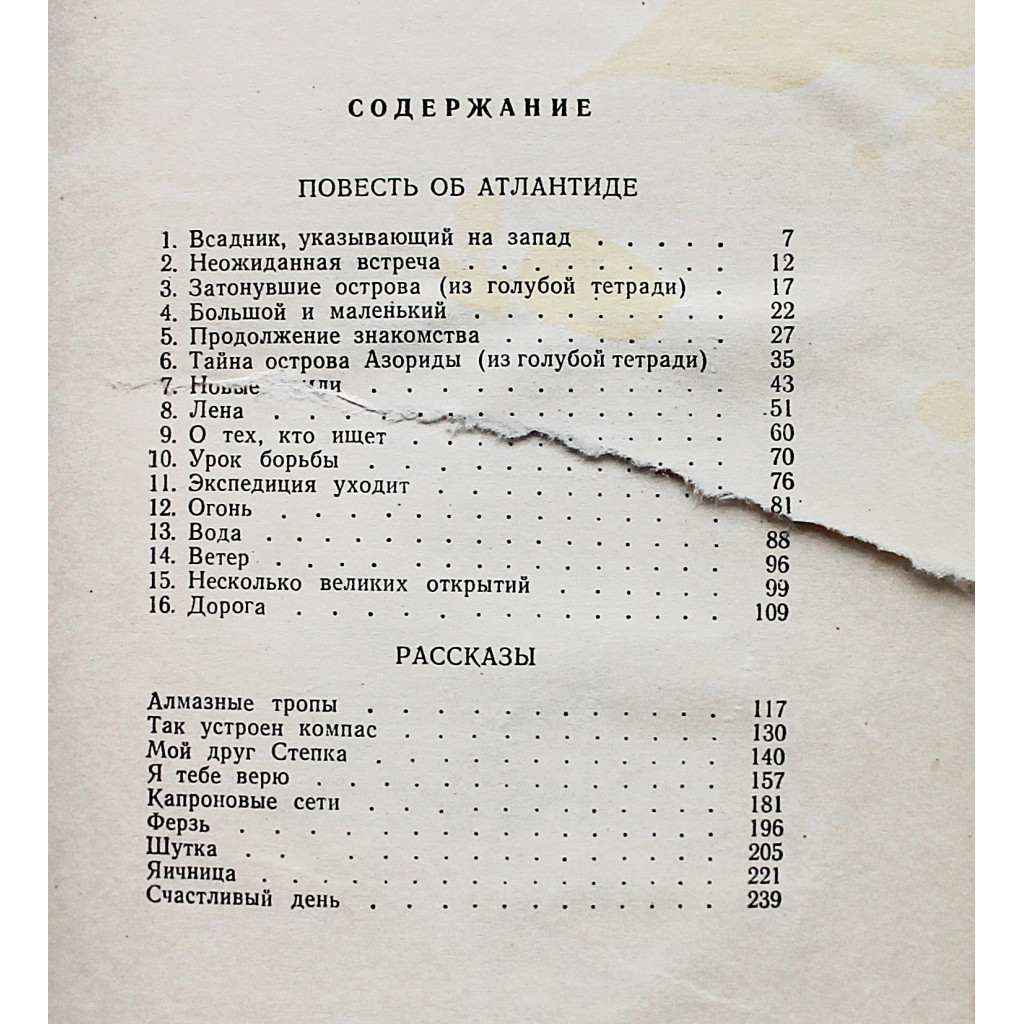 СОДЕРЖАНИЕ
ПОВЕСТЬ ОБ АТЛАНТИДЕ
1. Всадник, указывающий на запад . . . . . 7
2. Неожиданная встреча . . . . . . . . . 12
3. Затонувшие острова (из голубой тетради) . 17
4. Большой и маленький . . . . . . . . . 22
5. Продолжение знакомства . . . . . . . 27
6. Тайна острова Азориды (из голубой тетради) 35
7. Новые . . . . . . . . . . . . 43
8. Лена . . . . . . . . . . . . . . . 51
9. О тех, кто ищет . . . . . . . . . . . 60
10. Урок борьбы . . . . . . . . . . . . 70
11. Экспедиция уходит . . . . . . . . . . 76
12. Огонь . . . . . . . . . . . . . . 81
13. Вода . . . . . . . . . . . . . . . 88
14. Ветер . . . . . . . . . . . . . . . 96
15. Несколько великих открытий . . . . . . 99
16. Дорога . . . . . . . . . . . . . . 109
РАССКАЗЫ
Алмазные тропы . . . . . . . . . . . . 117
Так устроен компас . . . . . . . . . . 130
Мой друг Степка . . . . . . . . . . . 140
Я тебе верю . . . . . . . . . . . . . 157
Капроновые сети . . . . . . . . . . . 181
Ферзь . . . . . . . . . . . . . . . 196
Шутка . . . . . . . . . . . . . . 205
Яичница . . . . . . . . . . . . . . 221
Счастливый день . . . . . . . . . . . 239